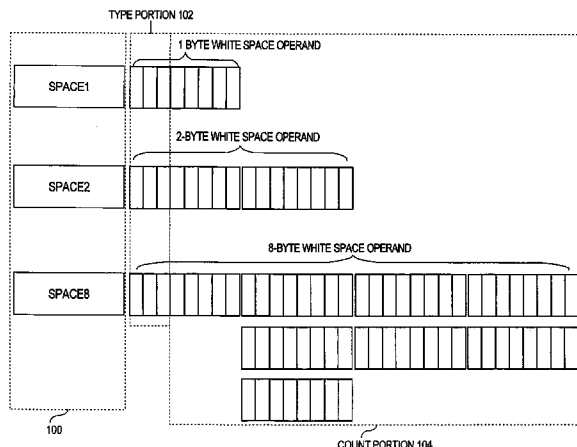 TYPE PORTION 102
1 BYTE WHITE SPACE OPERAND
SPACE1
2-BYTE WHITE SPACE OPERAND
SPACE2
8-BYTE WHITE SPACE OPERAND
SPACE8
100
COUNT PORTION 104